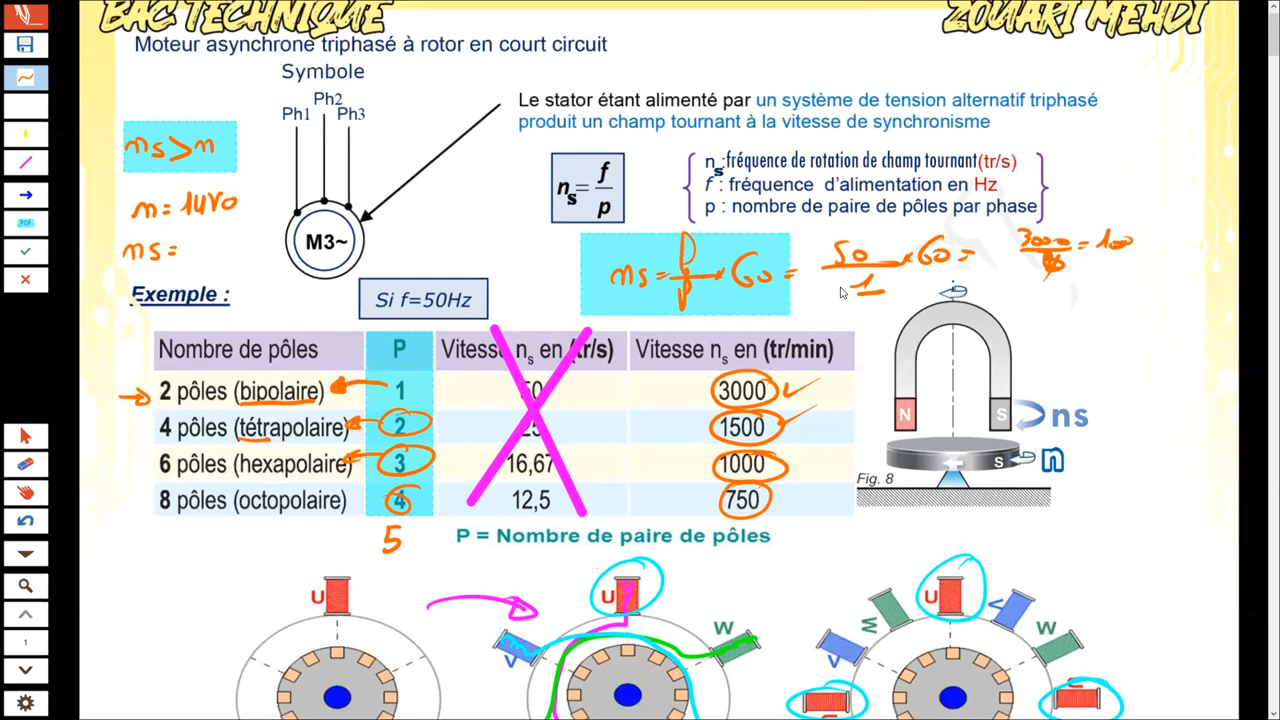 BAC TECHNIQUE
ZOUARI MEHDI
Moteur asynchrone triphasé à rotor en court circuit
Symbole
Ph1
Ph2
Ph3
M3~
Le stator étant alimenté par un système de tension alternatif triphasé
produit un champ tournant à la vitesse de synchronisme
ns > n
n = 1480
ns =
ns = f/p
ns : fréquence de rotation de champ tournant (tr/s)
f : fréquence d’alimentation en Hz
p : nombre de paire de pôles par phase
ns = f/p × 60 = 50/1 × 60 =
Exemple :
Si f=50Hz
Nombre de pôles P Vitesse ns en (tr/s) Vitesse ns en (tr/min)
2 pôles (bipolaire) 1 50 3000
4 pôles (tétrapolaire) 2 25 1500
6 pôles (hexapolaire) 3 16,67 1000
8 pôles (octopolaire) 4 12,5 750
5
P = Nombre de paire de pôles
N
S
ns
S
n
Fig. 8
U
U
V
W
U
V
W
V
W
PDF
1